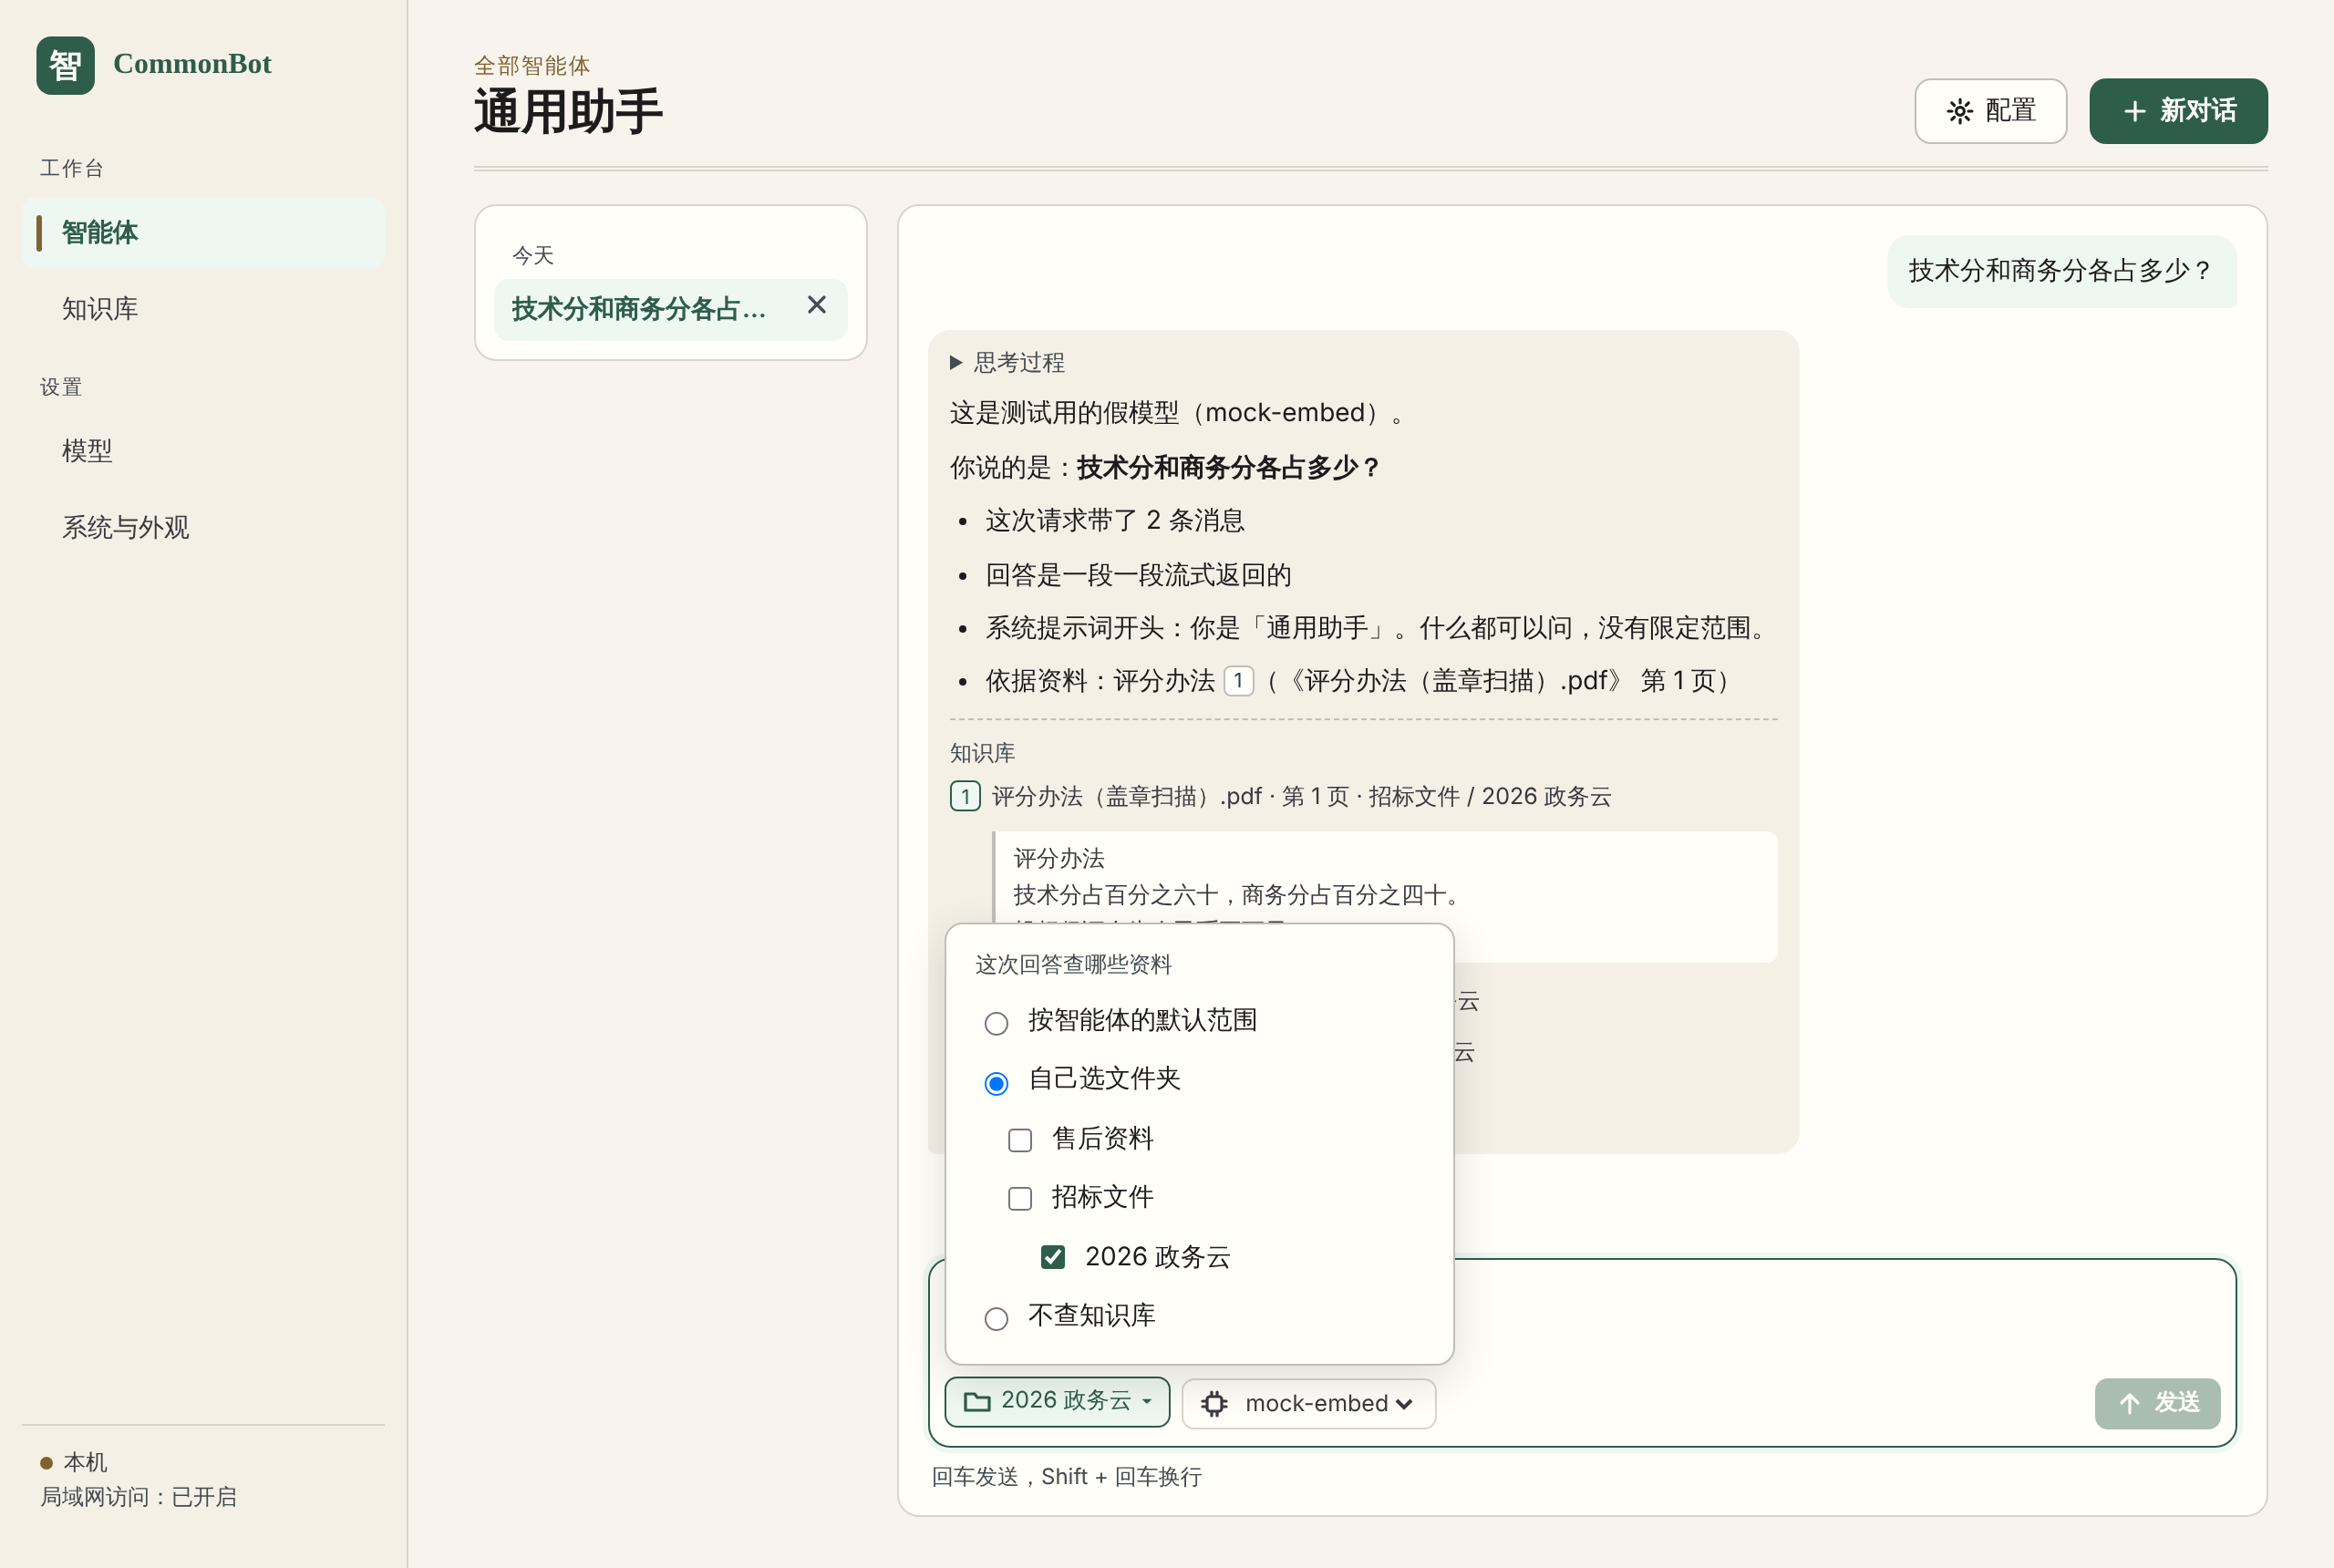 智 CommonBot
工作台
智能体
知识库
设置
模型
系统与外观
本机
局域网访问：已开启
全部智能体
通用助手
配置
新对话
今天
技术分和商务分各占...
技术分和商务分各占多少？
思考过程
这是测试用的假模型（mock-embed）。
你说的是：技术分和商务分各占多少？
这次请求带了 2 条消息
回答是一段一段流式返回的
系统提示词开头：你是「通用助手」。什么都可以问，没有限定范围。
依据资料：评分办法 1（《评分办法（盖章扫描）.pdf》 第 1 页）
知识库
1 评分办法（盖章扫描）.pdf · 第 1 页 · 招标文件 / 2026 政务云
评分办法
技术分占百分之六十，商务分占百分之四十。
云
云
这次回答查哪些资料
按智能体的默认范围
自己选文件夹
售后资料
招标文件
2026 政务云
不查知识库
2026 政务云
mock-embed
发送
回车发送，Shift + 回车换行